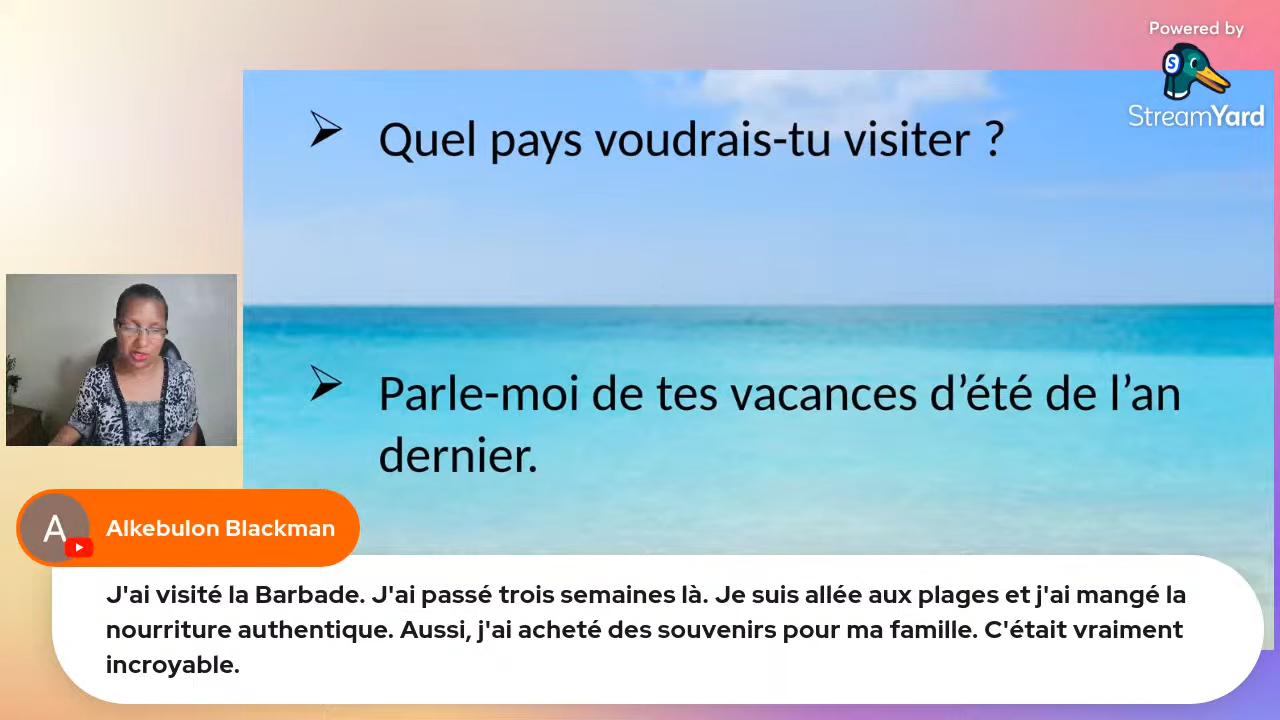 Powered by
S
StreamYard
Quel pays voudrais-tu visiter ?
Parle-moi de tes vacances d’été de l’an
dernier.
A
Alkebulon Blackman
J'ai visité la Barbade. J'ai passé trois semaines là. Je suis allée aux plages et j'ai mangé la
nourriture authentique. Aussi, j'ai acheté des souvenirs pour ma famille. C'était vraiment
incroyable.